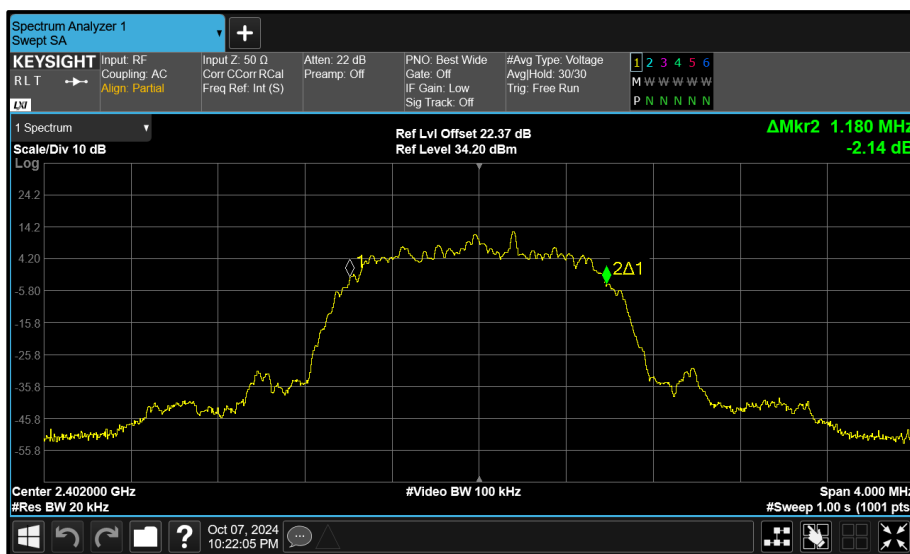 Spectrum Analyzer 1
Swept SA
+
KEYSIGHT
R L T
LXI
Input: RF
Coupling: AC
Align: Partial
Input Z: 50 Ω
Corr CCorr RCal
Freq Ref: Int (S)
Atten: 22 dB
Preamp: Off
PNO: Best Wide
Gate: Off
IF Gain: Low
Sig Track: Off
#Avg Type: Voltage
Avg|Hold: 30/30
Trig: Free Run
1 2 3 4 5 6
M W W W W W
P N N N N N
1 Spectrum
Scale/Div 10 dB
Ref Lvl Offset 22.37 dB
Ref Level 34.20 dBm
ΔMkr2 1.180 MHz
-2.14 dB
Log
24.2
14.2
4.20
-5.80
-15.8
-25.8
-35.8
-45.8
-55.8
1
2Δ1
Center 2.402000 GHz
#Res BW 20 kHz
#Video BW 100 kHz
Span 4.000 MHz
#Sweep 1.00 s (1001 pts
?
Oct 07, 2024
10:22:05 PM